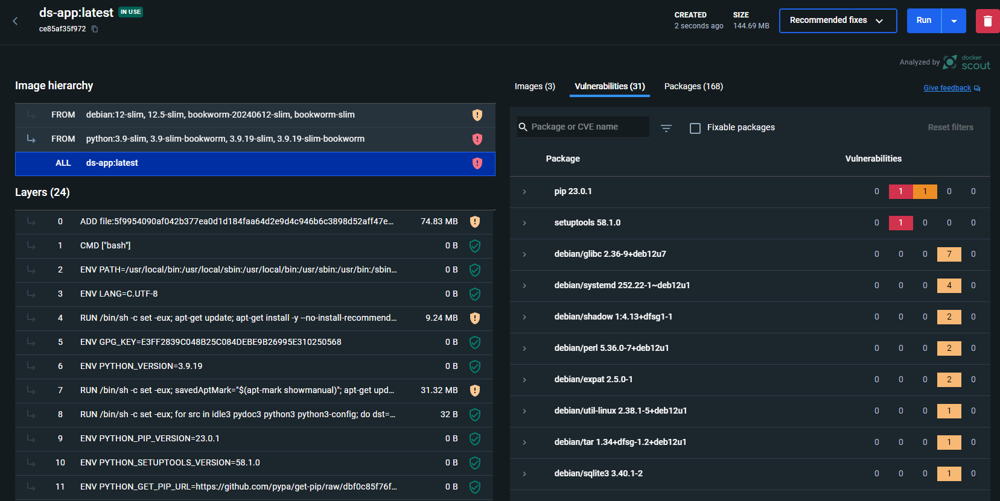 ds-app:latest IN USE
ce85af35f972
CREATED
2 seconds ago
SIZE
144.69 MB
Recommended fixes
Run
Analyzed by docker scout
Image hierarchy
FROM debian:12-slim, 12.5-slim, bookworm-20240612-slim, bookworm-slim
FROM python:3.9-slim, 3.9-slim-bookworm, 3.9.19-slim, 3.9.19-slim-bookworm
ALL ds-app:latest
Layers (24)
0 ADD file:5f9954090af042b377ea0d1d184faa64d2e9d4c946b6c3898d52aff47e... 74.83 MB
1 CMD ["bash"] 0 B
2 ENV PATH=/usr/local/bin:/usr/local/sbin:/usr/local/bin:/usr/sbin:/usr/bin:/sbin... 0 B
3 ENV LANG=C.UTF-8 0 B
4 RUN /bin/sh -c set -eux; apt-get update; apt-get install -y --no-install-recommend... 9.24 MB
5 ENV GPG_KEY=E3FF2839C048B25C084DEBE9B26995E310250568 0 B
6 ENV PYTHON_VERSION=3.9.19 0 B
7 RUN /bin/sh -c set -eux; savedAptMark="$(apt-mark showmanual)"; apt-get upd... 31.32 MB
8 RUN /bin/sh -c set -eux; for src in idle3 pydoc3 python3 python3-config; do dst=... 32 B
9 ENV PYTHON_PIP_VERSION=23.0.1 0 B
10 ENV PYTHON_SETUPTOOLS_VERSION=58.1.0 0 B
11 ENV PYTHON_GET_PIP_URL=https://github.com/pypa/get-pip/raw/dbf0c85f76f... 0 B
Images (3) Vulnerabilities (31) Packages (168)
Give feedback
Package or CVE name
Fixable packages
Reset filters
Package Vulnerabilities
pip 23.0.1 0 1 1 0 0
setuptools 58.1.0 0 1 0 0 0
debian/glibc 2.36-9+deb12u7 0 0 0 7 0
debian/systemd 252.22-1~deb12u1 0 0 0 4 0
debian/shadow 1:4.13+dfsg1-1 0 0 0 2 0
debian/perl 5.36.0-7+deb12u1 0 0 0 2 0
debian/expat 2.5.0-1 0 0 0 2 0
debian/util-linux 2.38.1-5+deb12u1 0 0 0 1 0
debian/tar 1.34+dfsg-1.2+deb12u1 0 0 0 1 0
debian/sqlite3 3.40.1-2 0 0 0 1 0